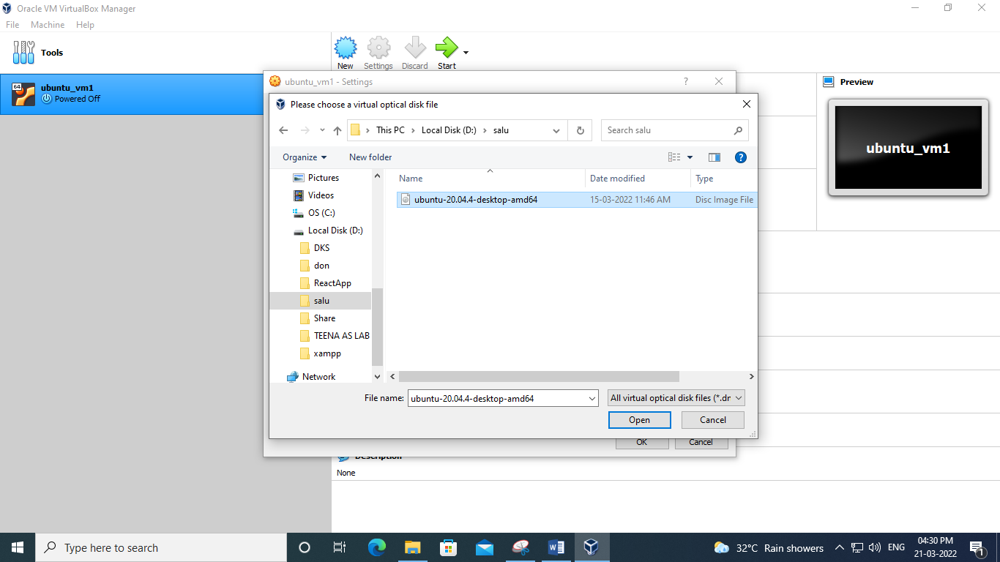 Oracle VM VirtualBox Manager
File Machine Help
Tools
New Settings Discard Start
64
ubuntu_vm1
Powered Off
ubuntu_vm1 - Settings
?
Preview
ubuntu_vm1
Please choose a virtual optical disk file
This PC › Local Disk (D:) › salu
Search salu
Organize New folder
?
Name Date modified Type
Pictures
Videos
OS (C:)
Local Disk (D:)
DKS
don
ReactApp
salu
Share
TEENA AS LAB
xampp
Network
ubuntu-20.04.4-desktop-amd64 15-03-2022 11:46 AM Disc Image File
File name: ubuntu-20.04.4-desktop-amd64 All virtual optical disk files (*.dr
Open Cancel
OK Cancel
Description
None
Type here to search
32°C Rain showers ENG
04:30 PM
21-03-2022
1